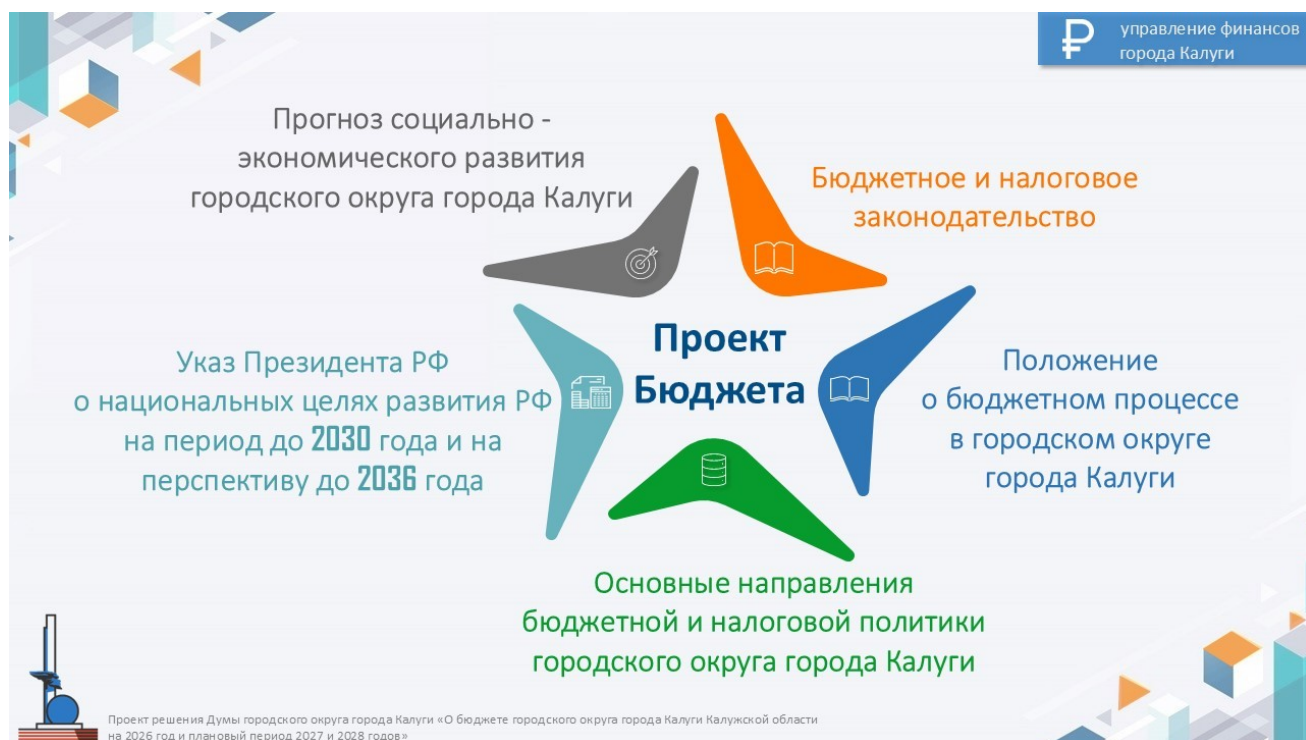 управление финансов
города Калуги
Прогноз социально -
экономического развития
городского округа города Калуги
Бюджетное и налоговое
законодательство
Проект
Бюджета
Указ Президента РФ
о национальных целях развития РФ
на период до 2030 года и на
перспективу до 2036 года
Положение
о бюджетном процессе
в городском округе
города Калуги
Основные направления
бюджетной и налоговой политики
городского округа города Калуги
Проект решения Думы городского округа города Калуги «О бюджете городского округа города Калуги Калужской области
на 2026 год и плановый период 2027 и 2028 годов»